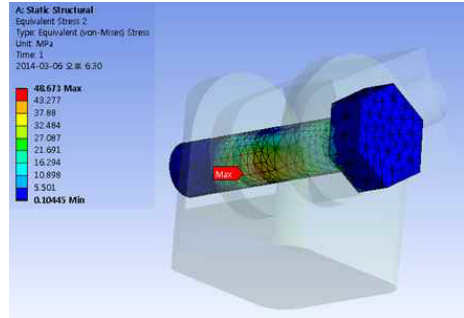 A: Static Structural
Equivalent Stress 2
Type: Equivalent (von-Mises) Stress
Unit: MPa
Time: 1
2014-03-06 오후 6:30
48.673 Max
43.277
37.88
32.484
27.087
21.691
16.294
10.898
5.501
0.10445 Min
Max